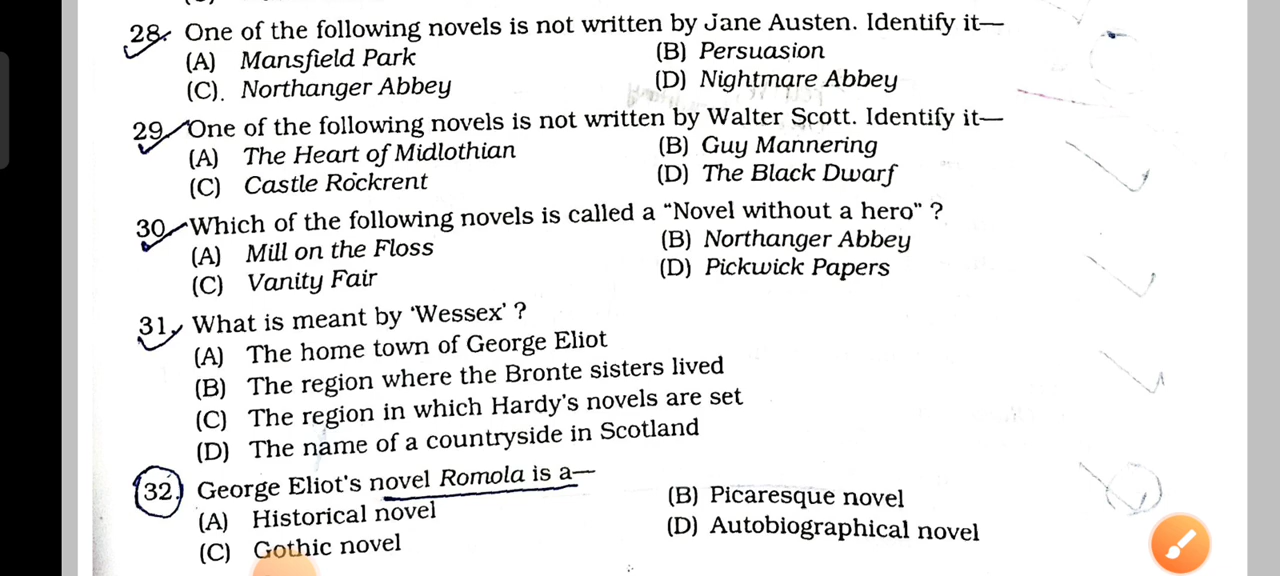 28. One of the following novels is not written by Jane Austen. Identify it—
(A) Mansfield Park (B) Persuasion
(C). Northanger Abbey (D) Nightmare Abbey
29. One of the following novels is not written by Walter Scott. Identify it—
(A) The Heart of Midlothian (B) Guy Mannering
(C) Castle Rockrent (D) The Black Dwarf
30. Which of the following novels is called a "Novel without a hero" ?
(A) Mill on the Floss (B) Northanger Abbey
(C) Vanity Fair (D) Pickwick Papers
31. What is meant by 'Wessex' ?
(A) The home town of George Eliot
(B) The region where the Bronte sisters lived
(C) The region in which Hardy's novels are set
(D) The name of a countryside in Scotland
32. George Eliot's novel Romola is a—
(A) Historical novel (B) Picaresque novel
(C) Gothic novel (D) Autobiographical novel